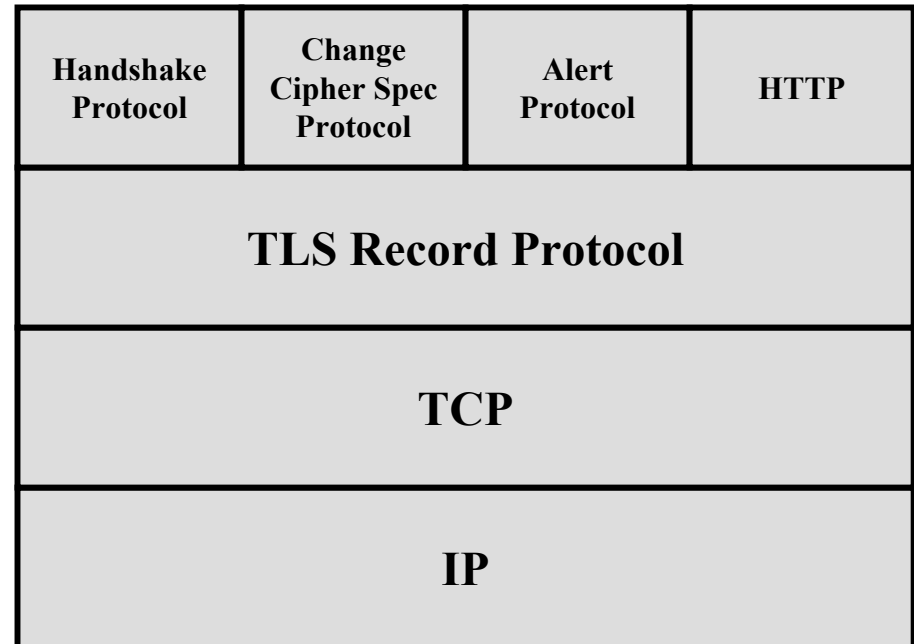 Handshake
Protocol
Change
Cipher Spec
Protocol
Alert
Protocol
HTTP
TLS Record Protocol
TCP
IP